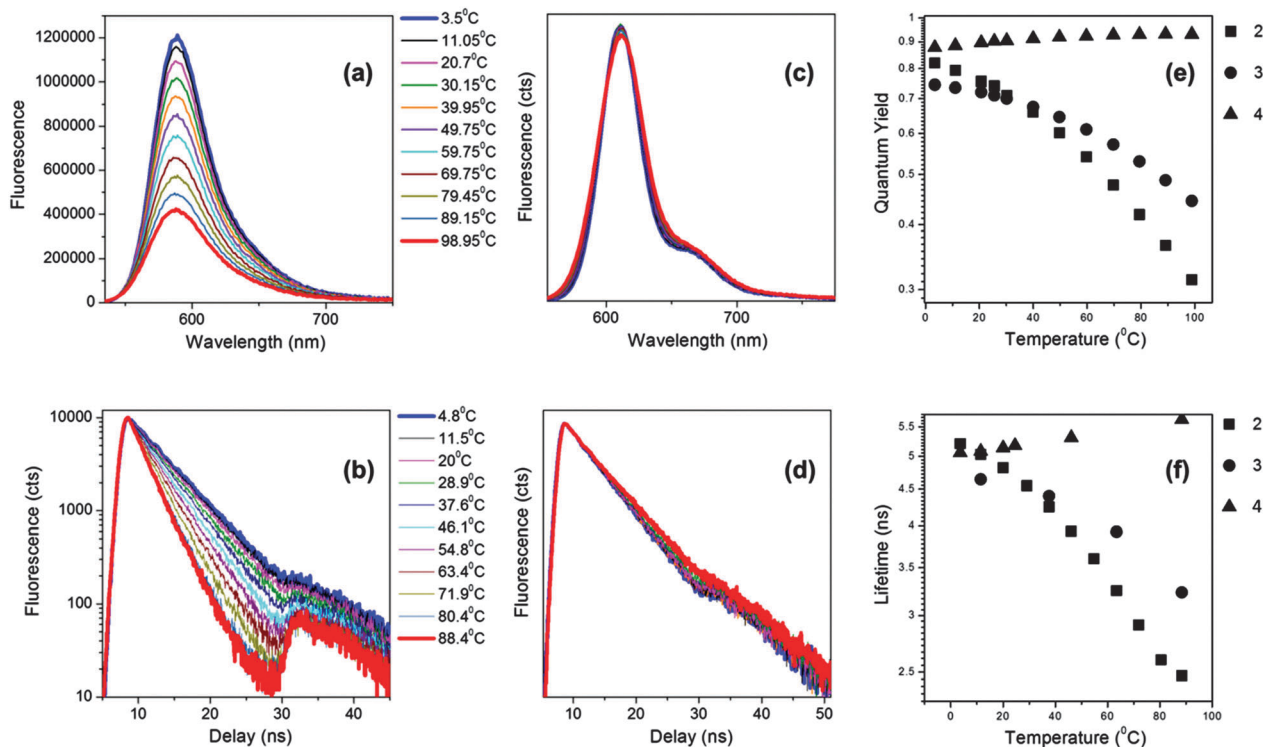 (a)
Fluorescence
1200000
1000000
800000
600000
400000
200000
0
600
700
Wavelength (nm)
3.5⁰C
11.05⁰C
20.7⁰C
30.15⁰C
39.95⁰C
49.75⁰C
59.75⁰C
69.75⁰C
79.45⁰C
89.15⁰C
98.95⁰C
(c)
Fluorescence (cts)
600
700
Wavelength (nm)
(e)
Quantum Yield
1
0.9
0.8
0.7
0.6
0.5
0.4
0.3
0
20
40
60
80
100
Temperature (⁰C)
2
3
4
(b)
Fluorescence (cts)
10000
1000
100
10
10
20
30
40
Delay (ns)
4.8⁰C
11.5⁰C
20⁰C
28.9⁰C
37.6⁰C
46.1⁰C
54.8⁰C
63.4⁰C
71.9⁰C
80.4⁰C
88.4⁰C
(d)
Fluorescence (cts)
10
20
30
40
50
Delay (ns)
(f)
Lifetime (ns)
5.5
5
4.5
4
3.5
3
2.5
0
20
40
60
80
100
Temperature (⁰C)
2
3
4